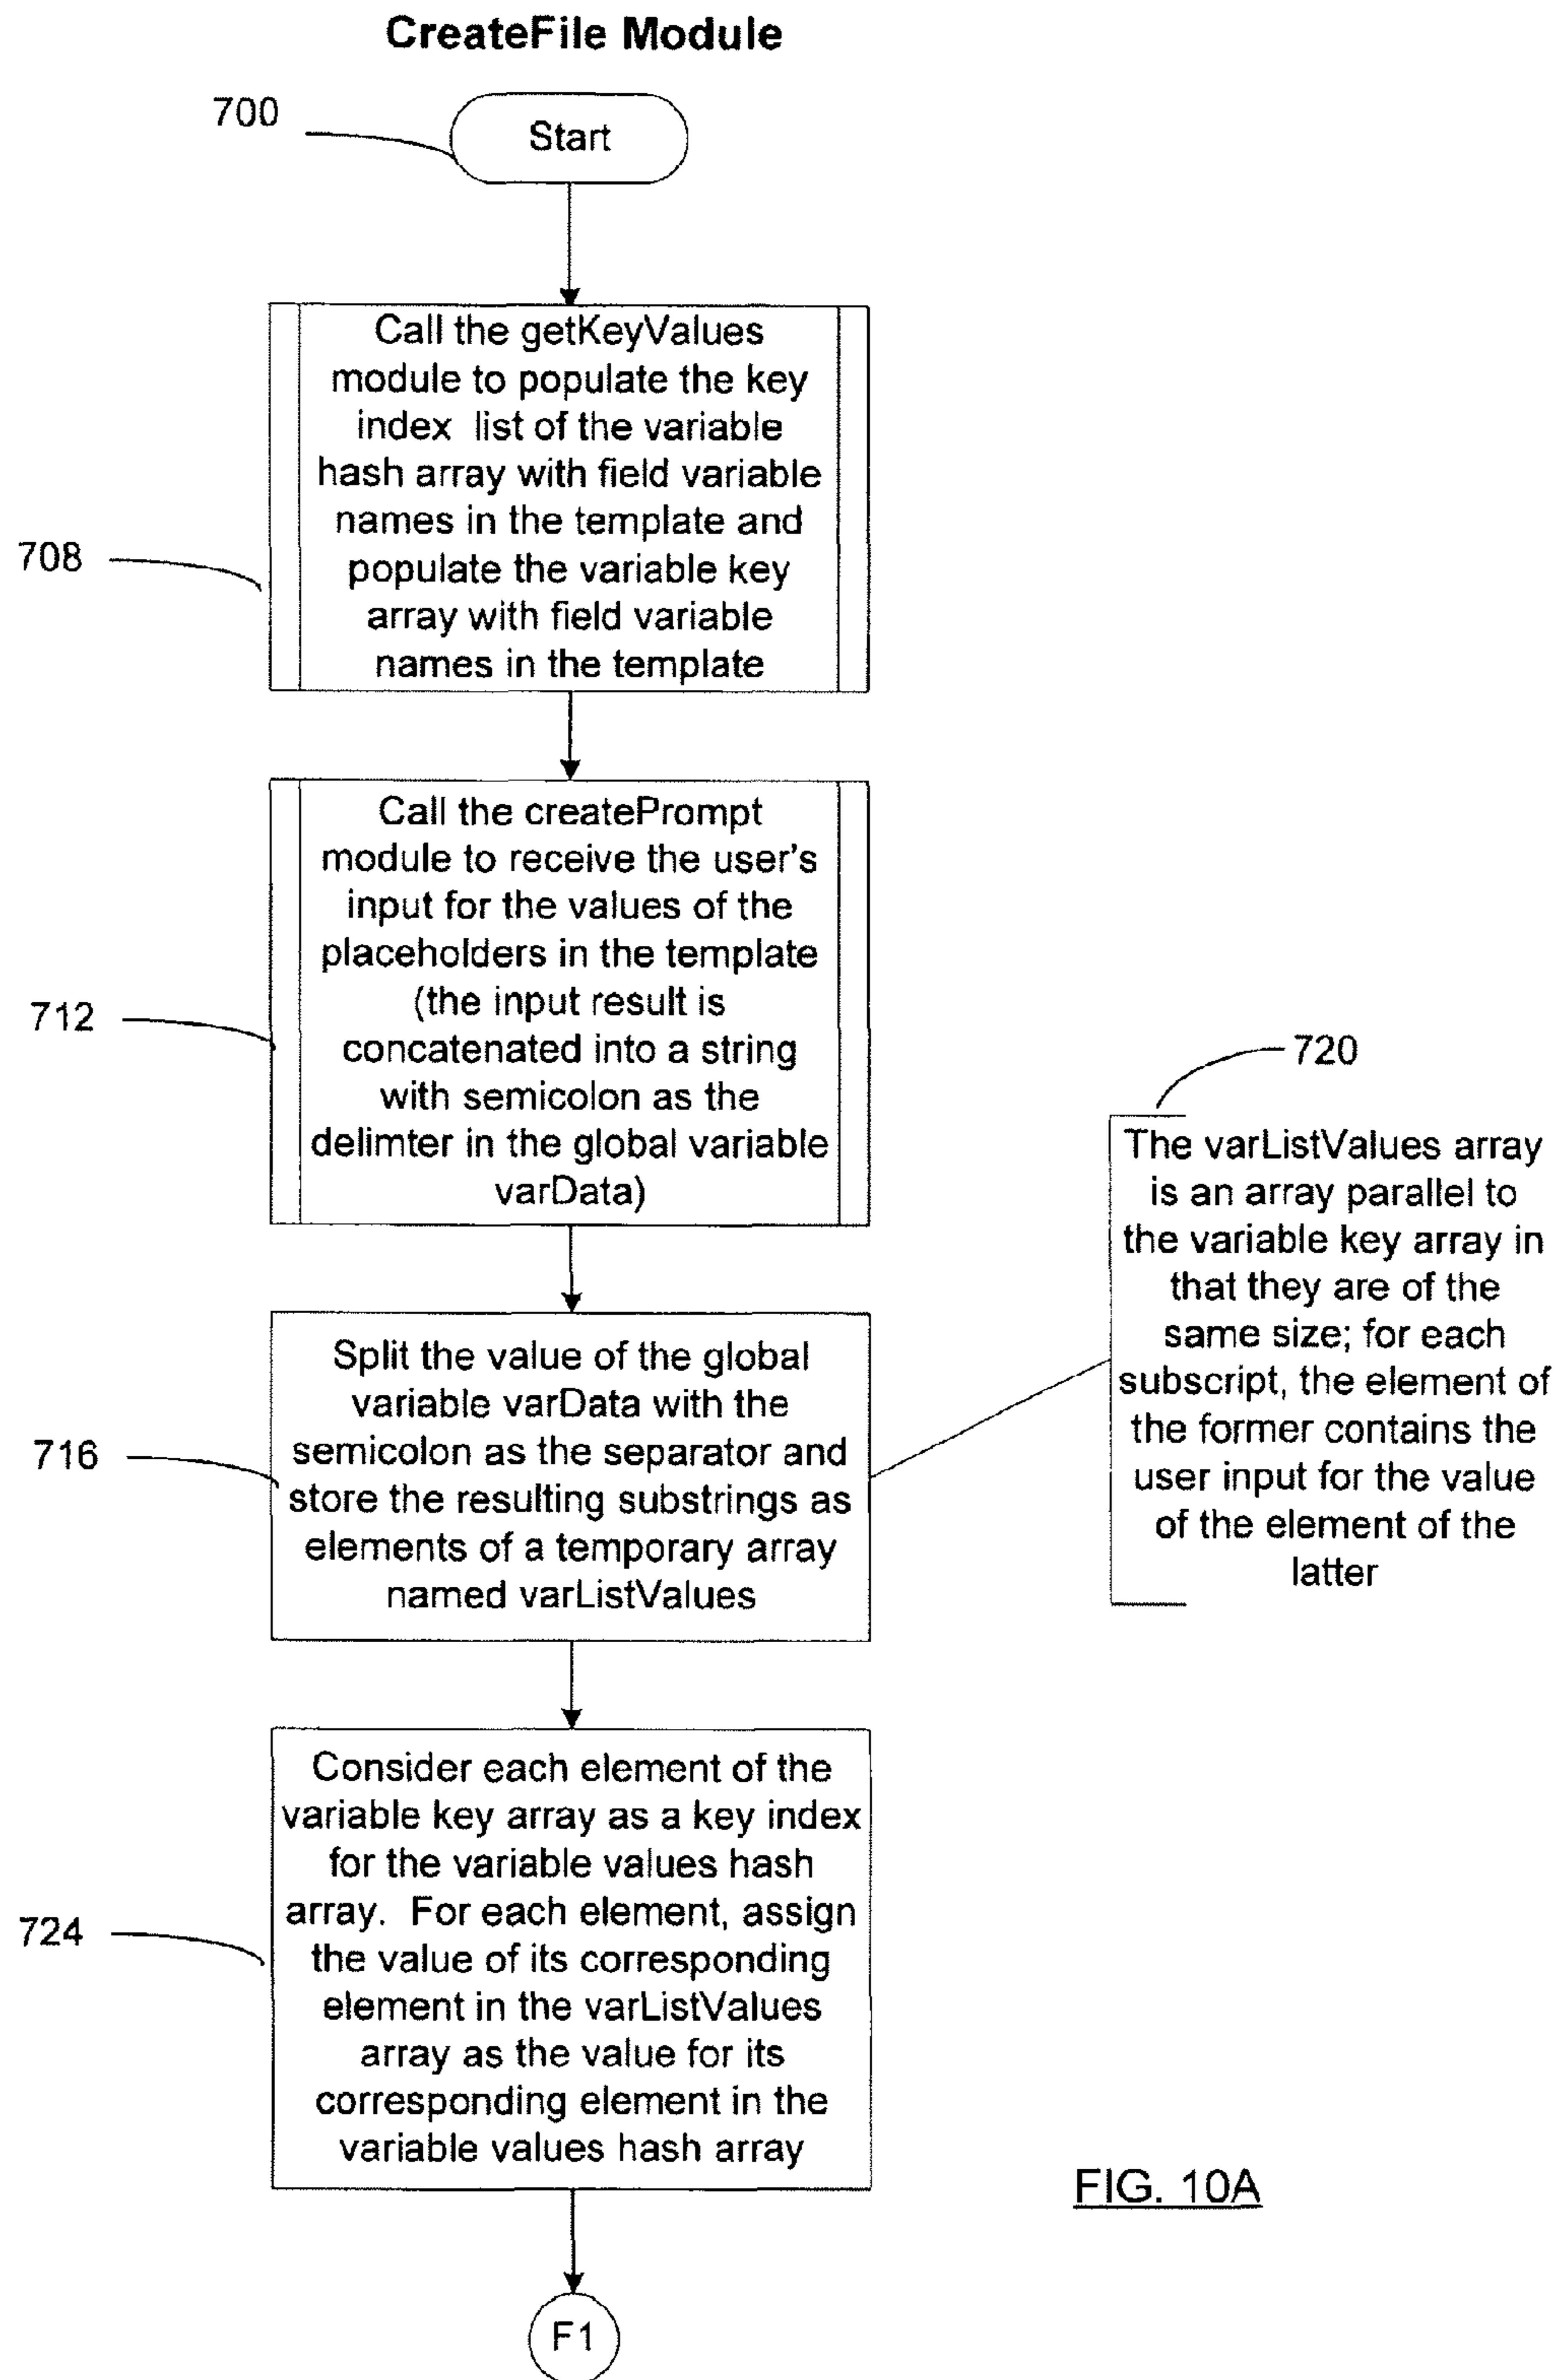 CreateFile Module
700
Start
Call the getKeyValues
module to populate the key
index list of the variable
hash array with field variable
names in the template and
populate the variable key
array with field variable
names in the template
708
Call the createPrompt
module to receive the user's
input for the values of the
placeholders in the template
(the input result is
concatenated into a string
with semicolon as the
delimter in the global variable
varData)
712
720
The varListValues array
is an array parallel to
the variable key array in
that they are of the
same size; for each
subscript, the element of
the former contains the
user input for the value
of the element of the
latter
Split the value of the global
variable varData with the
semicolon as the separator and
store the resulting substrings as
elements of a temporary array
named varListValues
716
Consider each element of the
variable key array as a key index
for the variable values hash
array. For each element, assign
the value of its corresponding
element in the varListValues
array as the value for its
corresponding element in the
variable values hash array
724
FIG. 10A
F1